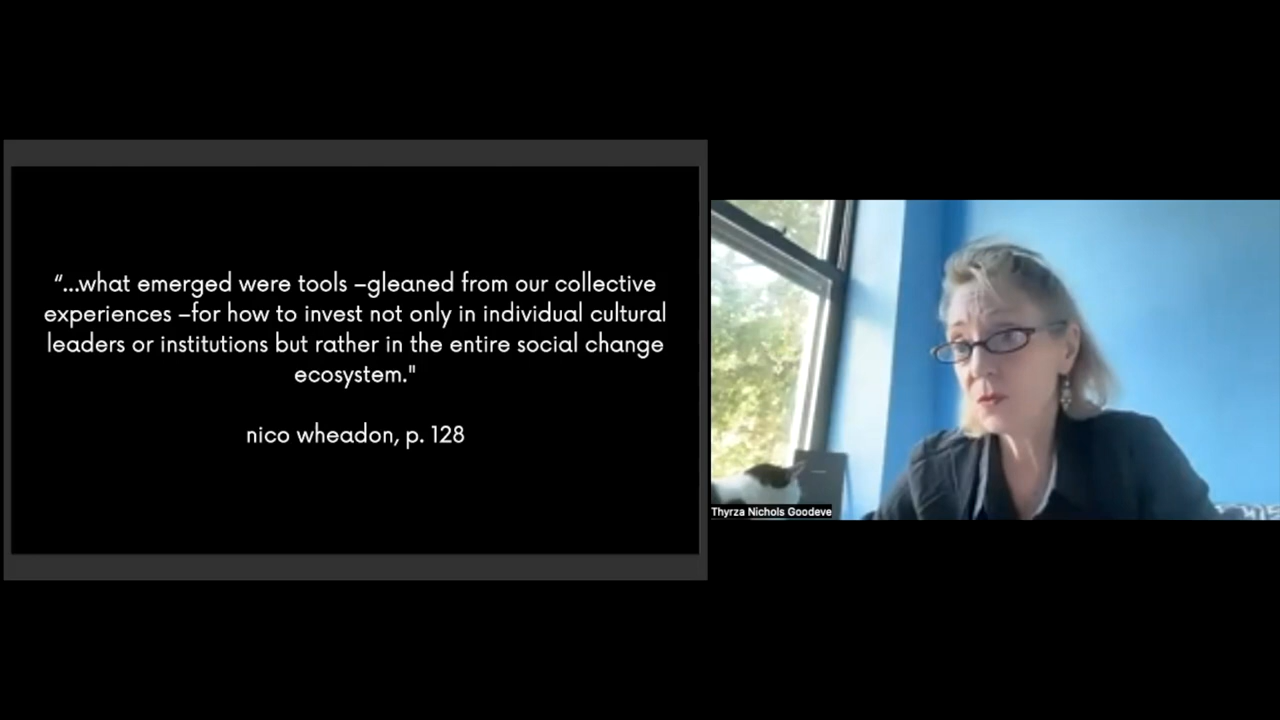 “...what emerged were tools –gleaned from our collective
experiences –for how to invest not only in individual cultural
leaders or institutions but rather in the entire social change
ecosystem."
nico wheadon, p. 128
Thyrza Nichols Goodeve